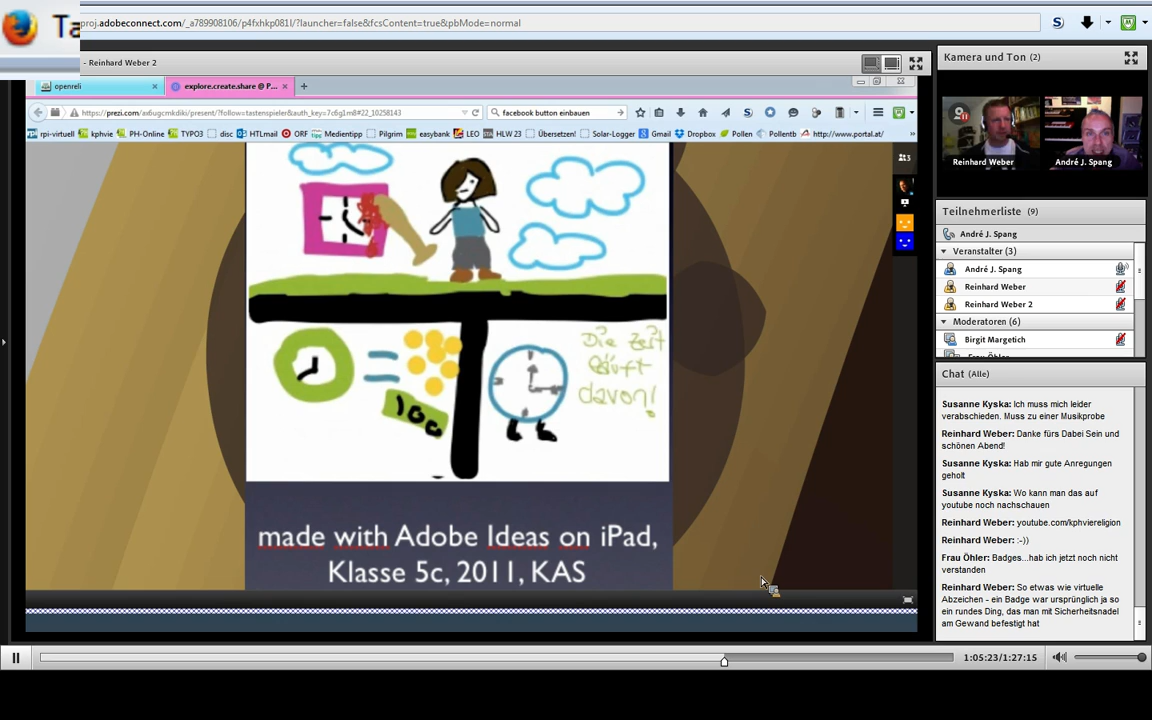 Ta
proj.adobeconnect.com/_a789908106/p4fxhkp081l/?launcher=false&fcsContent=true&pbMode=normal
- Reinhard Weber 2
openreli
explore.create.share @ P...
https://prezi.com/ax6ugcmkdiki/present/?follow=tastenspieler&auth_key=7c6g1m8#22_10258143
facebook button einbauen
rpi-virtuell
kphvie
PH-Online
TYPO3
disc
HTLmail
ORF
Medientipp
Pilgrim
easybank
LEO
HLW 23
Übersetzen!
Solar-Logger
Gmail
Dropbox
Pollen
Pollentb
http://www.portal.at/
Die Zeit
läuft
davon!
100
made with Adobe Ideas on iPad,
Klasse 5c, 2011, KAS
Kamera und Ton (2)
Reinhard Weber
André J. Spang
Teilnehmerliste (9)
André J. Spang
Veranstalter (3)
André J. Spang
Reinhard Weber
Reinhard Weber 2
Moderatoren (6)
Birgit Margetich
Frau Öhler
Chat (Alle)
Susanne Kyska: Ich muss mich leider
verabschieden. Muss zu einer Musikprobe
Reinhard Weber: Danke fürs Dabei Sein und
schönen Abend!
Susanne Kyska: Hab mir gute Anregungen
geholt
Susanne Kyska: Wo kann man das auf
youtube noch nachschauen
Reinhard Weber: youtube.com/kphviereligion
Reinhard Weber: :-))
Frau Öhler: Badges...hab ich jetzt noch nicht
verstanden
Reinhard Weber: So etwas wie virtuelle
Abzeichen - ein Badge war ursprünglich ja so
ein rundes Ding, das man mit Sicherheitsnadel
am Gewand befestigt hat
1:05:23/1:27:15